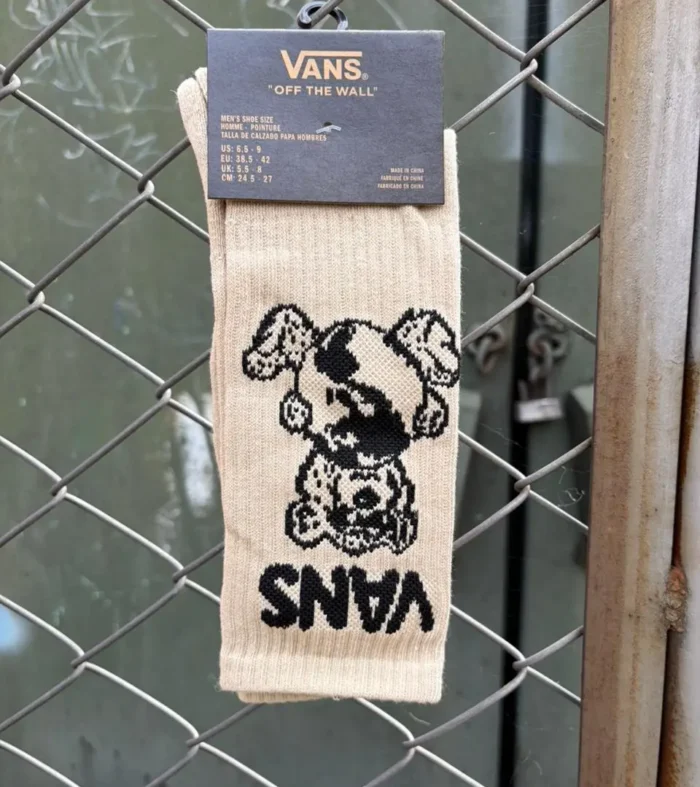 VANS®
"OFF THE WALL"
MEN'S SHOE SIZE
HOMME - POINTURE
TALLA DE CALZADO PAPA HOMBRES
US: 6.5 - 9
EU: 38.5 - 42
UK: 5.5 - 8
CM: 24.5 - 27
MADE IN CHINA
FABRIQUÉ EN CHINE
FABRICADO EN CHINA
VANS